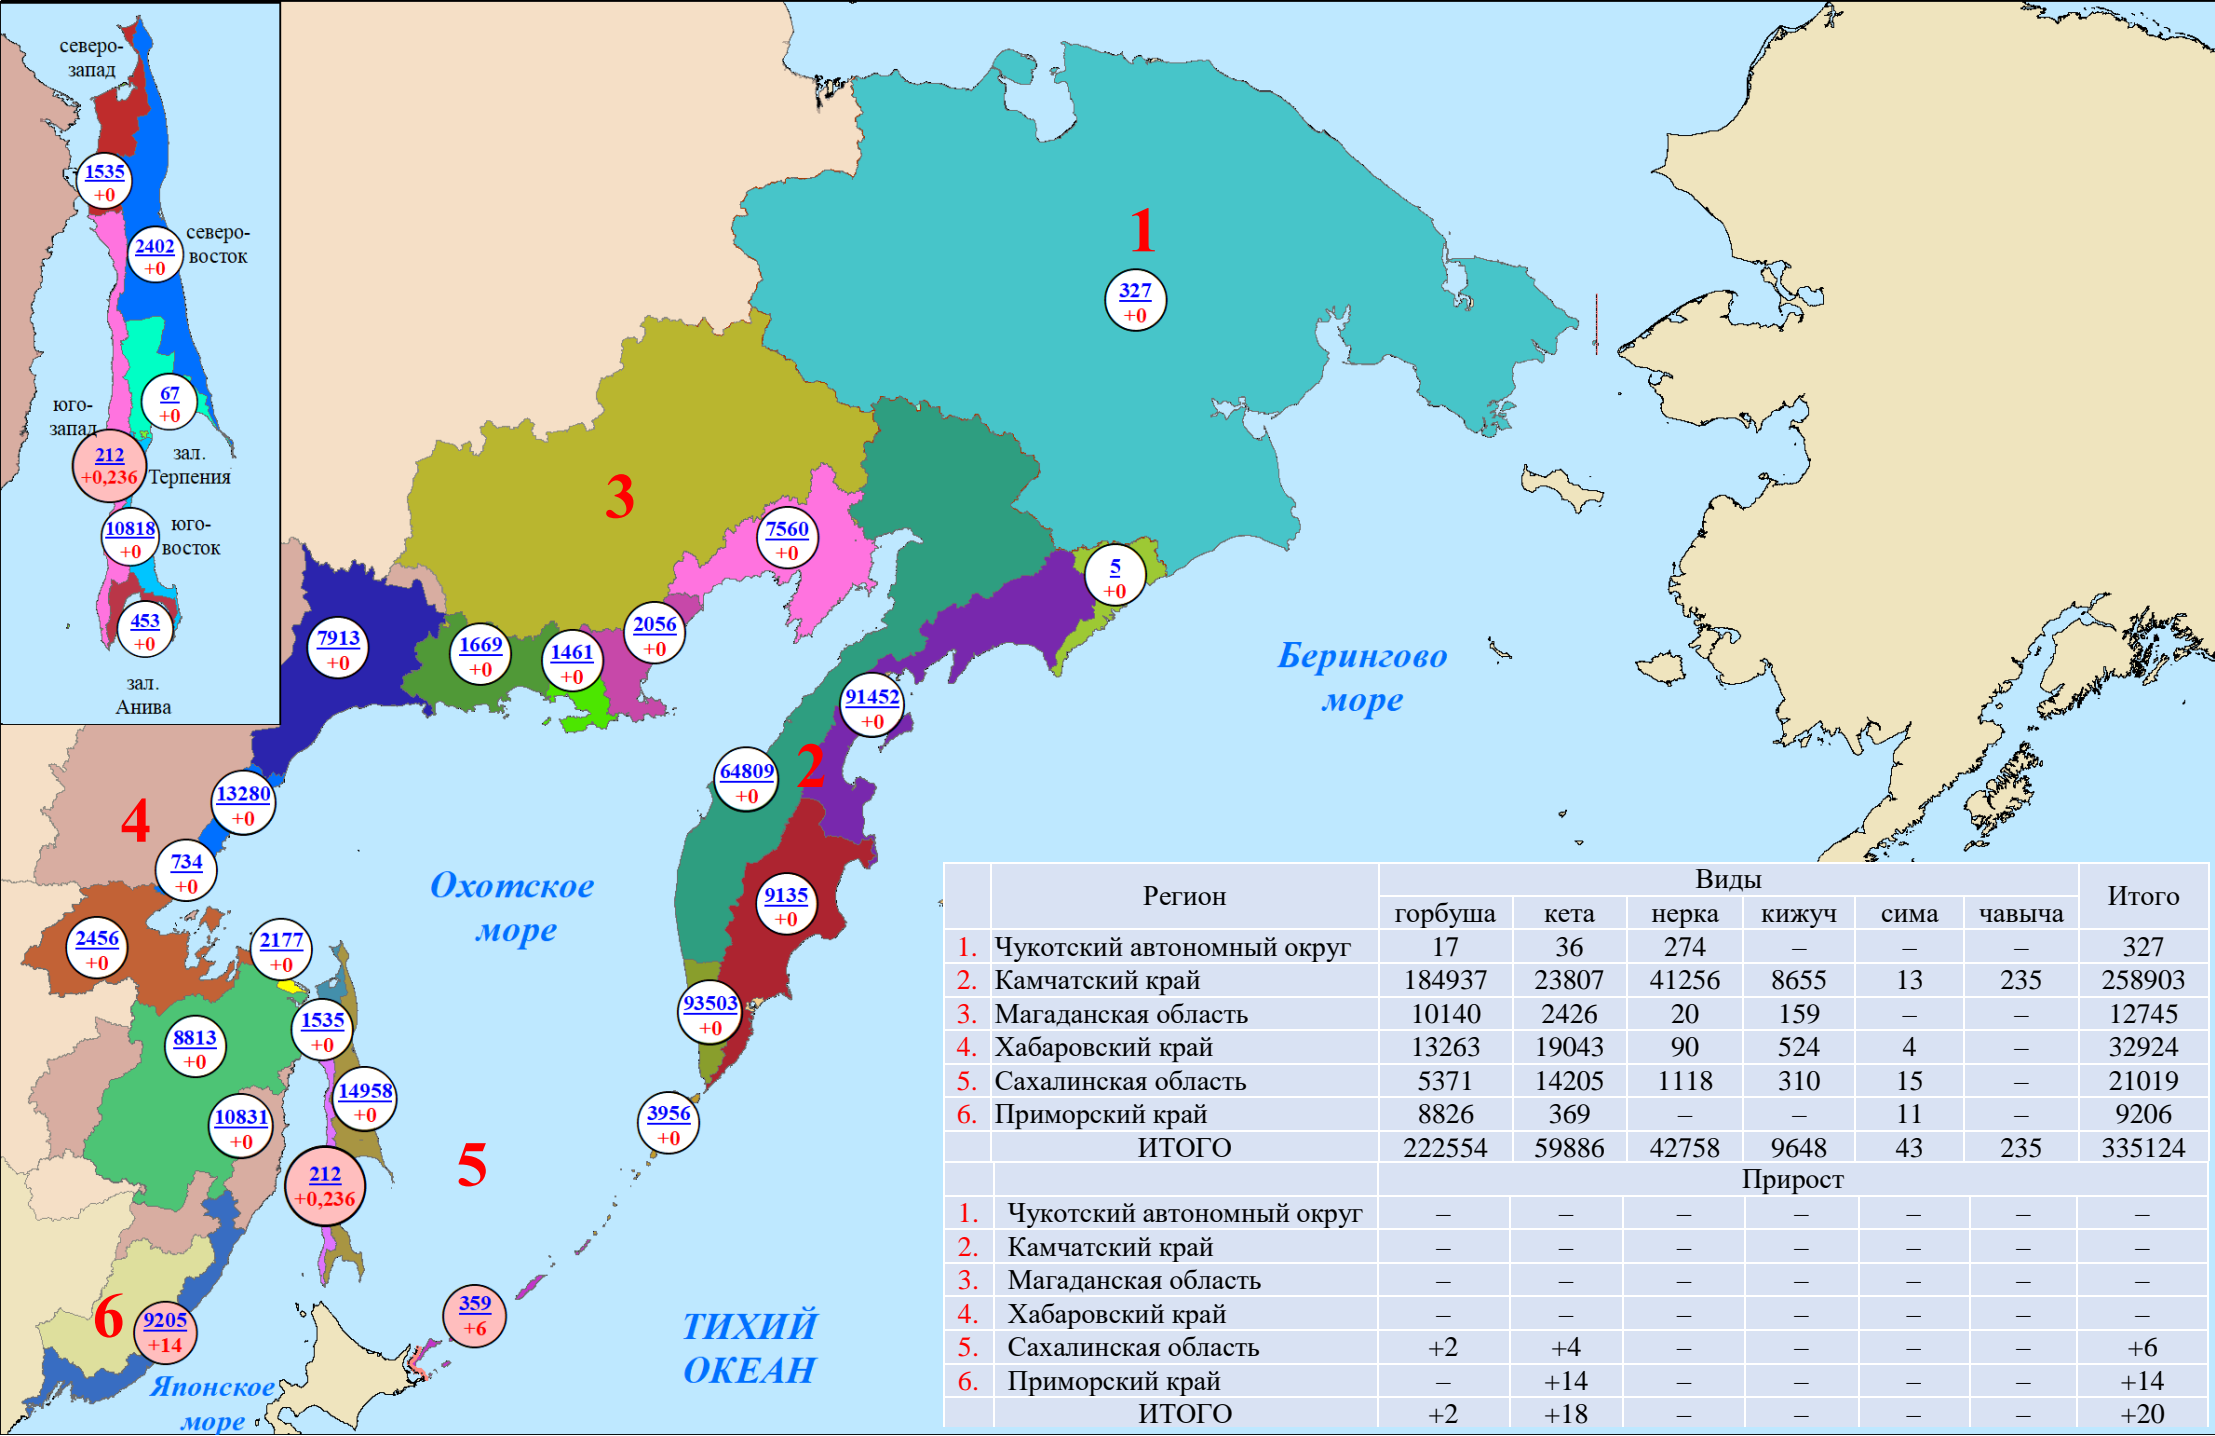 северо-
запад
1535
+0
2402
+0
северо-
восток
67
+0
юго-
запад
212
+0,236
зал.
Терпения
10818
+0
юго-
восток
453
+0
зал.
Анива
1
327
+0
3
7560
+0
5
+0
7913
+0
1669
+0
1461
+0
2056
+0
Берингово
море
91452
+0
2
64809
+0
13280
+0
4
734
+0
Охотское
море
9135
+0
2456
+0
2177
+0
93503
+0
1535
+0
8813
+0
14958
+0
10831
+0
3956
+0
5
212
+0,236
359
+6
6
9205
+14
ТИХИЙ
ОКЕАН
Японское
море
Регион Виды Итого
горбуша кета нерка кижуч сима чавыча
1. Чукотский автономный округ 17 36 274 – – – 327
2. Камчатский край 184937 23807 41256 8655 13 235 258903
3. Магаданская область 10140 2426 20 159 – – 12745
4. Хабаровский край 13263 19043 90 524 4 – 32924
5. Сахалинская область 5371 14205 1118 310 15 – 21019
6. Приморский край 8826 369 – – 11 – 9206
ИТОГО 222554 59886 42758 9648 43 235 335124
Прирост
1. Чукотский автономный округ – – – – – – –
2. Камчатский край – – – – – – –
3. Магаданская область – – – – – – –
4. Хабаровский край – – – – – – –
5. Сахалинская область +2 +4 – – – – +6
6. Приморский край – +14 – – – – +14
ИТОГО +2 +18 – – – – +20